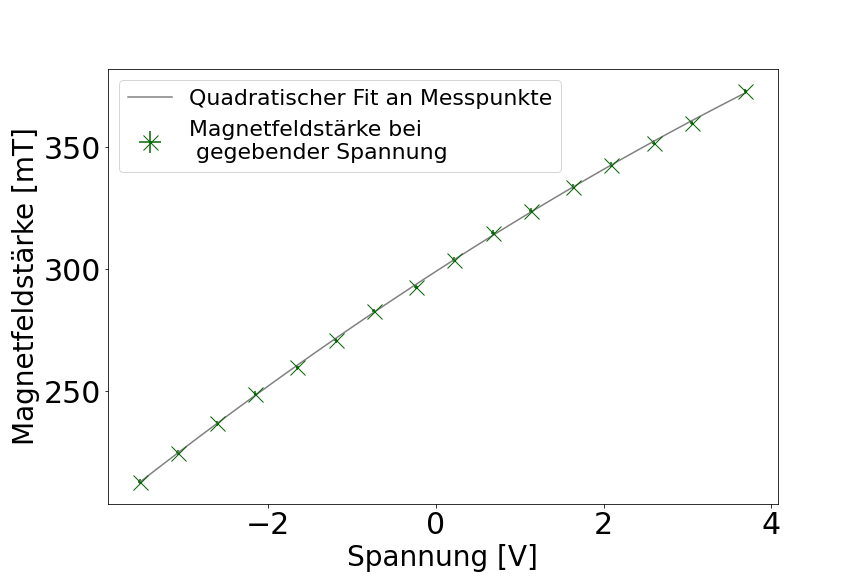 Quadratischer Fit an Messpunkte
Magnetfeldstärke bei
gegebender Spannung
Magnetfeldstärke [mT]
350
300
250
−2
0
2
4
Spannung [V]